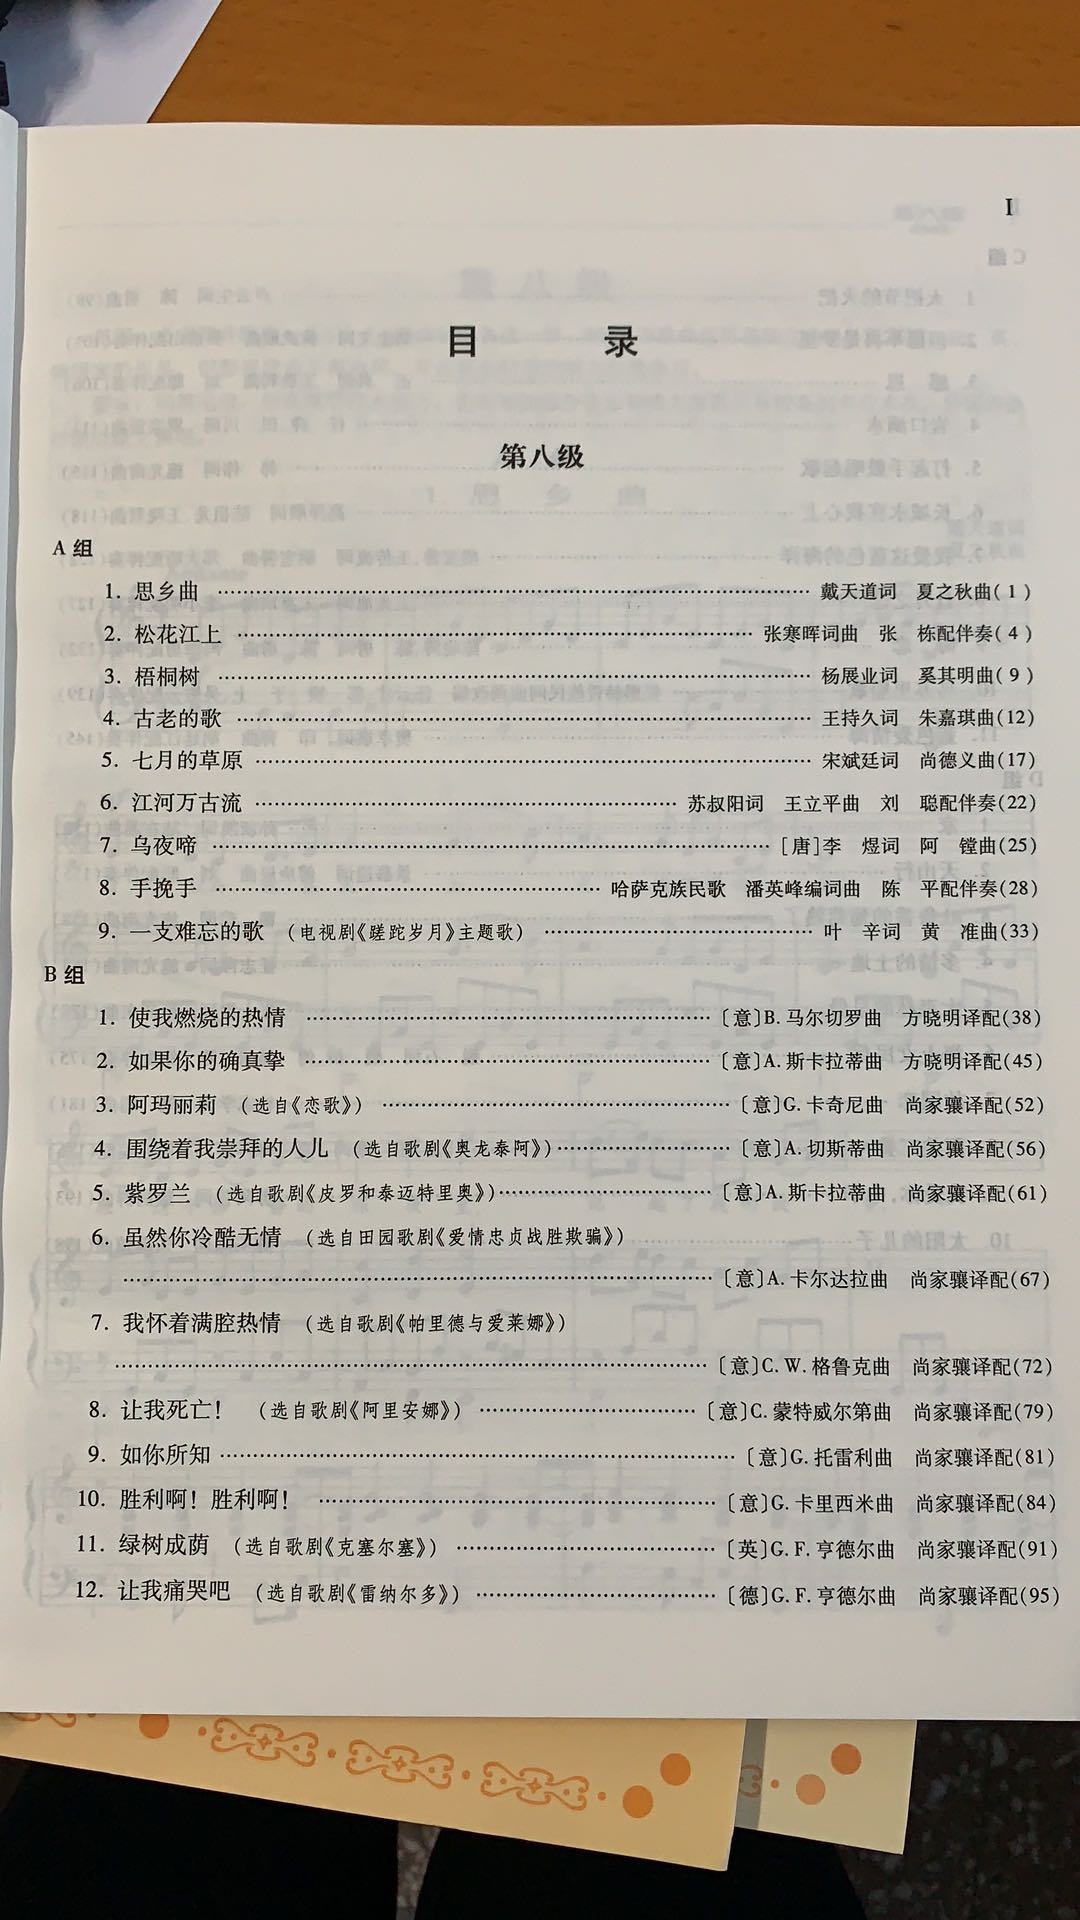 I
目 录
第八级
A 组
1. 思乡曲 …… 戴天道词 夏之秋曲( 1 )
2. 松花江上 …… 张寒晖词曲 张 栋配伴奏( 4 )
3. 梧桐树 …… 杨展业词 奚其明曲( 9 )
4. 古老的歌 …… 王持久词 朱嘉琪曲(12)
5. 七月的草原 …… 宋斌廷词 尚德义曲(17)
6. 江河万古流 …… 苏叔阳词 王立平曲 刘 聪配伴奏(22)
7. 乌夜啼 …… 〔唐〕李 煜词 阿 镗曲(25)
8. 手挽手 …… 哈萨克族民歌 潘英峰编词曲 陈 平配伴奏(28)
9. 一支难忘的歌 (电视剧《蹉跎岁月》主题歌) …… 叶 辛词 黄 准曲(33)
B 组
1. 使我燃烧的热情 …… 〔意〕B. 马尔切罗曲 方晓明译配(38)
2. 如果你的确真挚 …… 〔意〕A. 斯卡拉蒂曲 方晓明译配(45)
3. 阿玛丽莉 (选自《恋歌》) …… 〔意〕G. 卡奇尼曲 尚家骧译配(52)
4. 围绕着我崇拜的人儿 (选自歌剧《奥龙泰阿》) …… 〔意〕A. 切斯蒂曲 尚家骧译配(56)
5. 紫罗兰 (选自歌剧《皮罗和泰迈特里奥》) …… 〔意〕A. 斯卡拉蒂曲 尚家骧译配(61)
6. 虽然你冷酷无情 (选自田园歌剧《爱情忠贞战胜欺骗》)
…… 〔意〕A. 卡尔达拉曲 尚家骧译配(67)
7. 我怀着满腔热情 (选自歌剧《帕里德与爱莱娜》)
…… 〔意〕C. W. 格鲁克曲 尚家骧译配(72)
8. 让我死亡! (选自歌剧《阿里安娜》) …… 〔意〕C. 蒙特威尔第曲 尚家骧译配(79)
9. 如你所知 …… 〔意〕G. 托雷利曲 尚家骧译配(81)
10. 胜利啊! 胜利啊! …… 〔意〕G. 卡里西米曲 尚家骧译配(84)
11. 绿树成荫 (选自歌剧《克塞尔塞》) …… 〔英〕G. F. 亨德尔曲 尚家骧译配(91)
12. 让我痛哭吧 (选自歌剧《雷纳尔多》) …… 〔德〕G. F. 亨德尔曲 尚家骧译配(95)